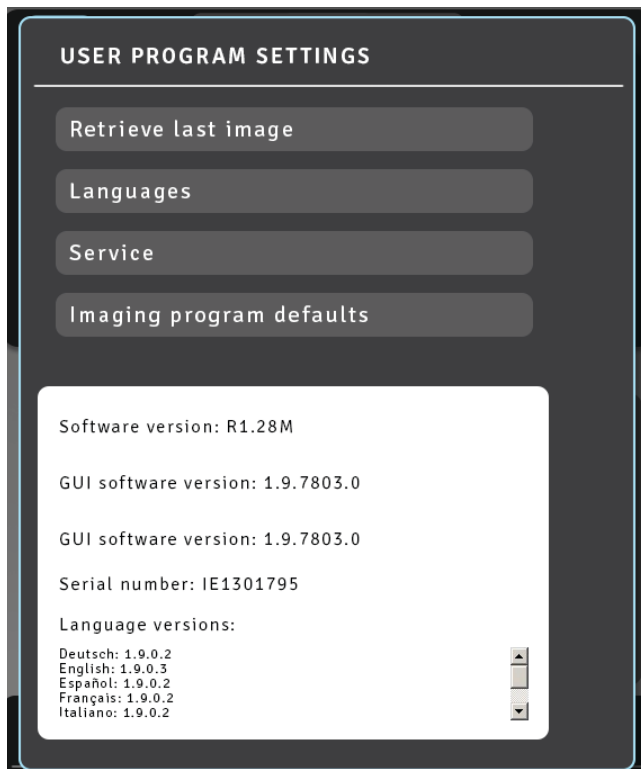 USER PROGRAM SETTINGS
Retrieve last image
Languages
Service
Imaging program defaults
Software version: R1.28M
GUI software version: 1.9.7803.0
GUI software version: 1.9.7803.0
Serial number: IE1301795
Language versions:
Deutsch: 1.9.0.2
English: 1.9.0.3
Español: 1.9.0.2
Français: 1.9.0.2
Italiano: 1.9.0.2